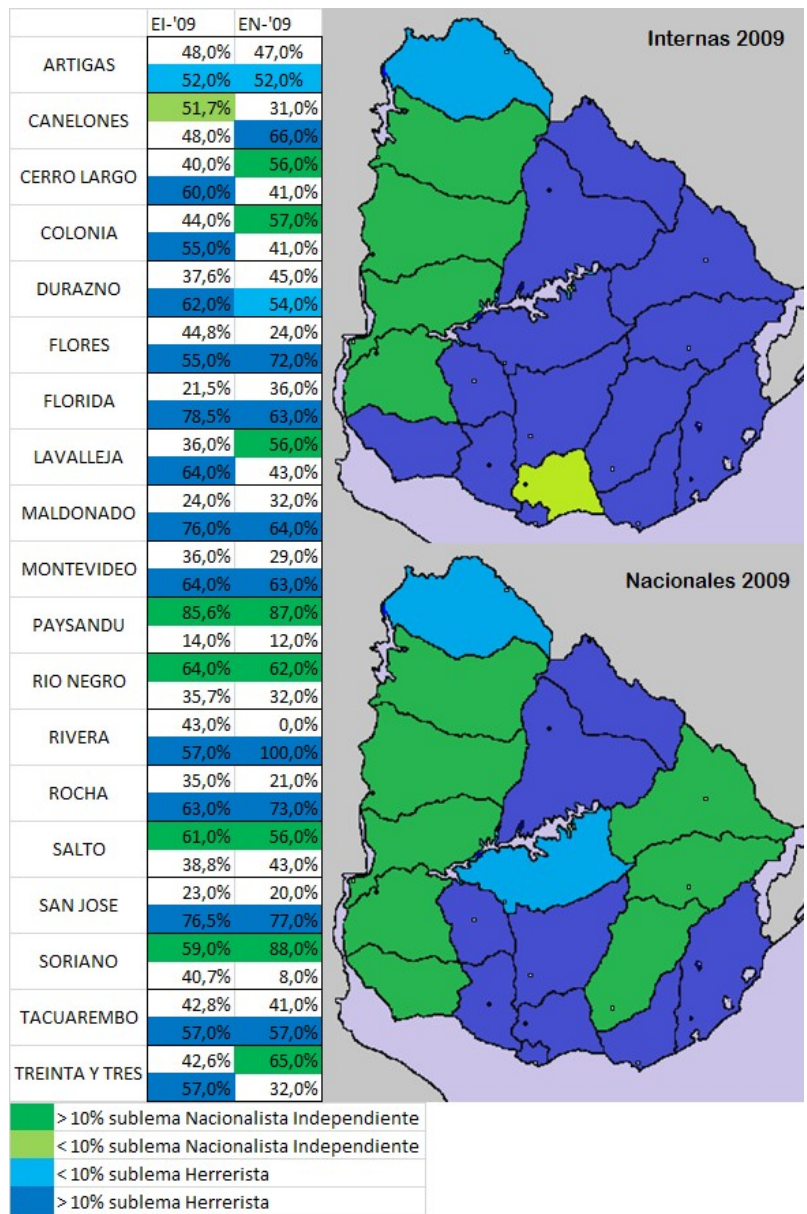 EI-'09 EN-'09
ARTIGAS
48,0% 47,0%
52,0% 52,0%
CANELONES
51,7% 31,0%
48,0% 66,0%
CERRO LARGO
40,0% 56,0%
60,0% 41,0%
COLONIA
44,0% 57,0%
55,0% 41,0%
DURAZNO
37,6% 45,0%
62,0% 54,0%
FLORES
44,8% 24,0%
55,0% 72,0%
FLORIDA
21,5% 36,0%
78,5% 63,0%
LAVALLEJA
36,0% 56,0%
64,0% 43,0%
MALDONADO
24,0% 32,0%
76,0% 64,0%
MONTEVIDEO
36,0% 29,0%
64,0% 63,0%
PAYSANDU
85,6% 87,0%
14,0% 12,0%
RIO NEGRO
64,0% 62,0%
35,7% 32,0%
RIVERA
43,0% 0,0%
57,0% 100,0%
ROCHA
35,0% 21,0%
63,0% 73,0%
SALTO
61,0% 56,0%
38,8% 43,0%
SAN JOSE
23,0% 20,0%
76,5% 77,0%
SORIANO
59,0% 88,0%
40,7% 8,0%
TACUAREMBO
42,8% 41,0%
57,0% 57,0%
TREINTA Y TRES
42,6% 65,0%
57,0% 32,0%
> 10% sublema Nacionalista Independiente
< 10% sublema Nacionalista Independiente
< 10% sublema Herrerista
> 10% sublema Herrerista
Internas 2009
Nacionales 2009